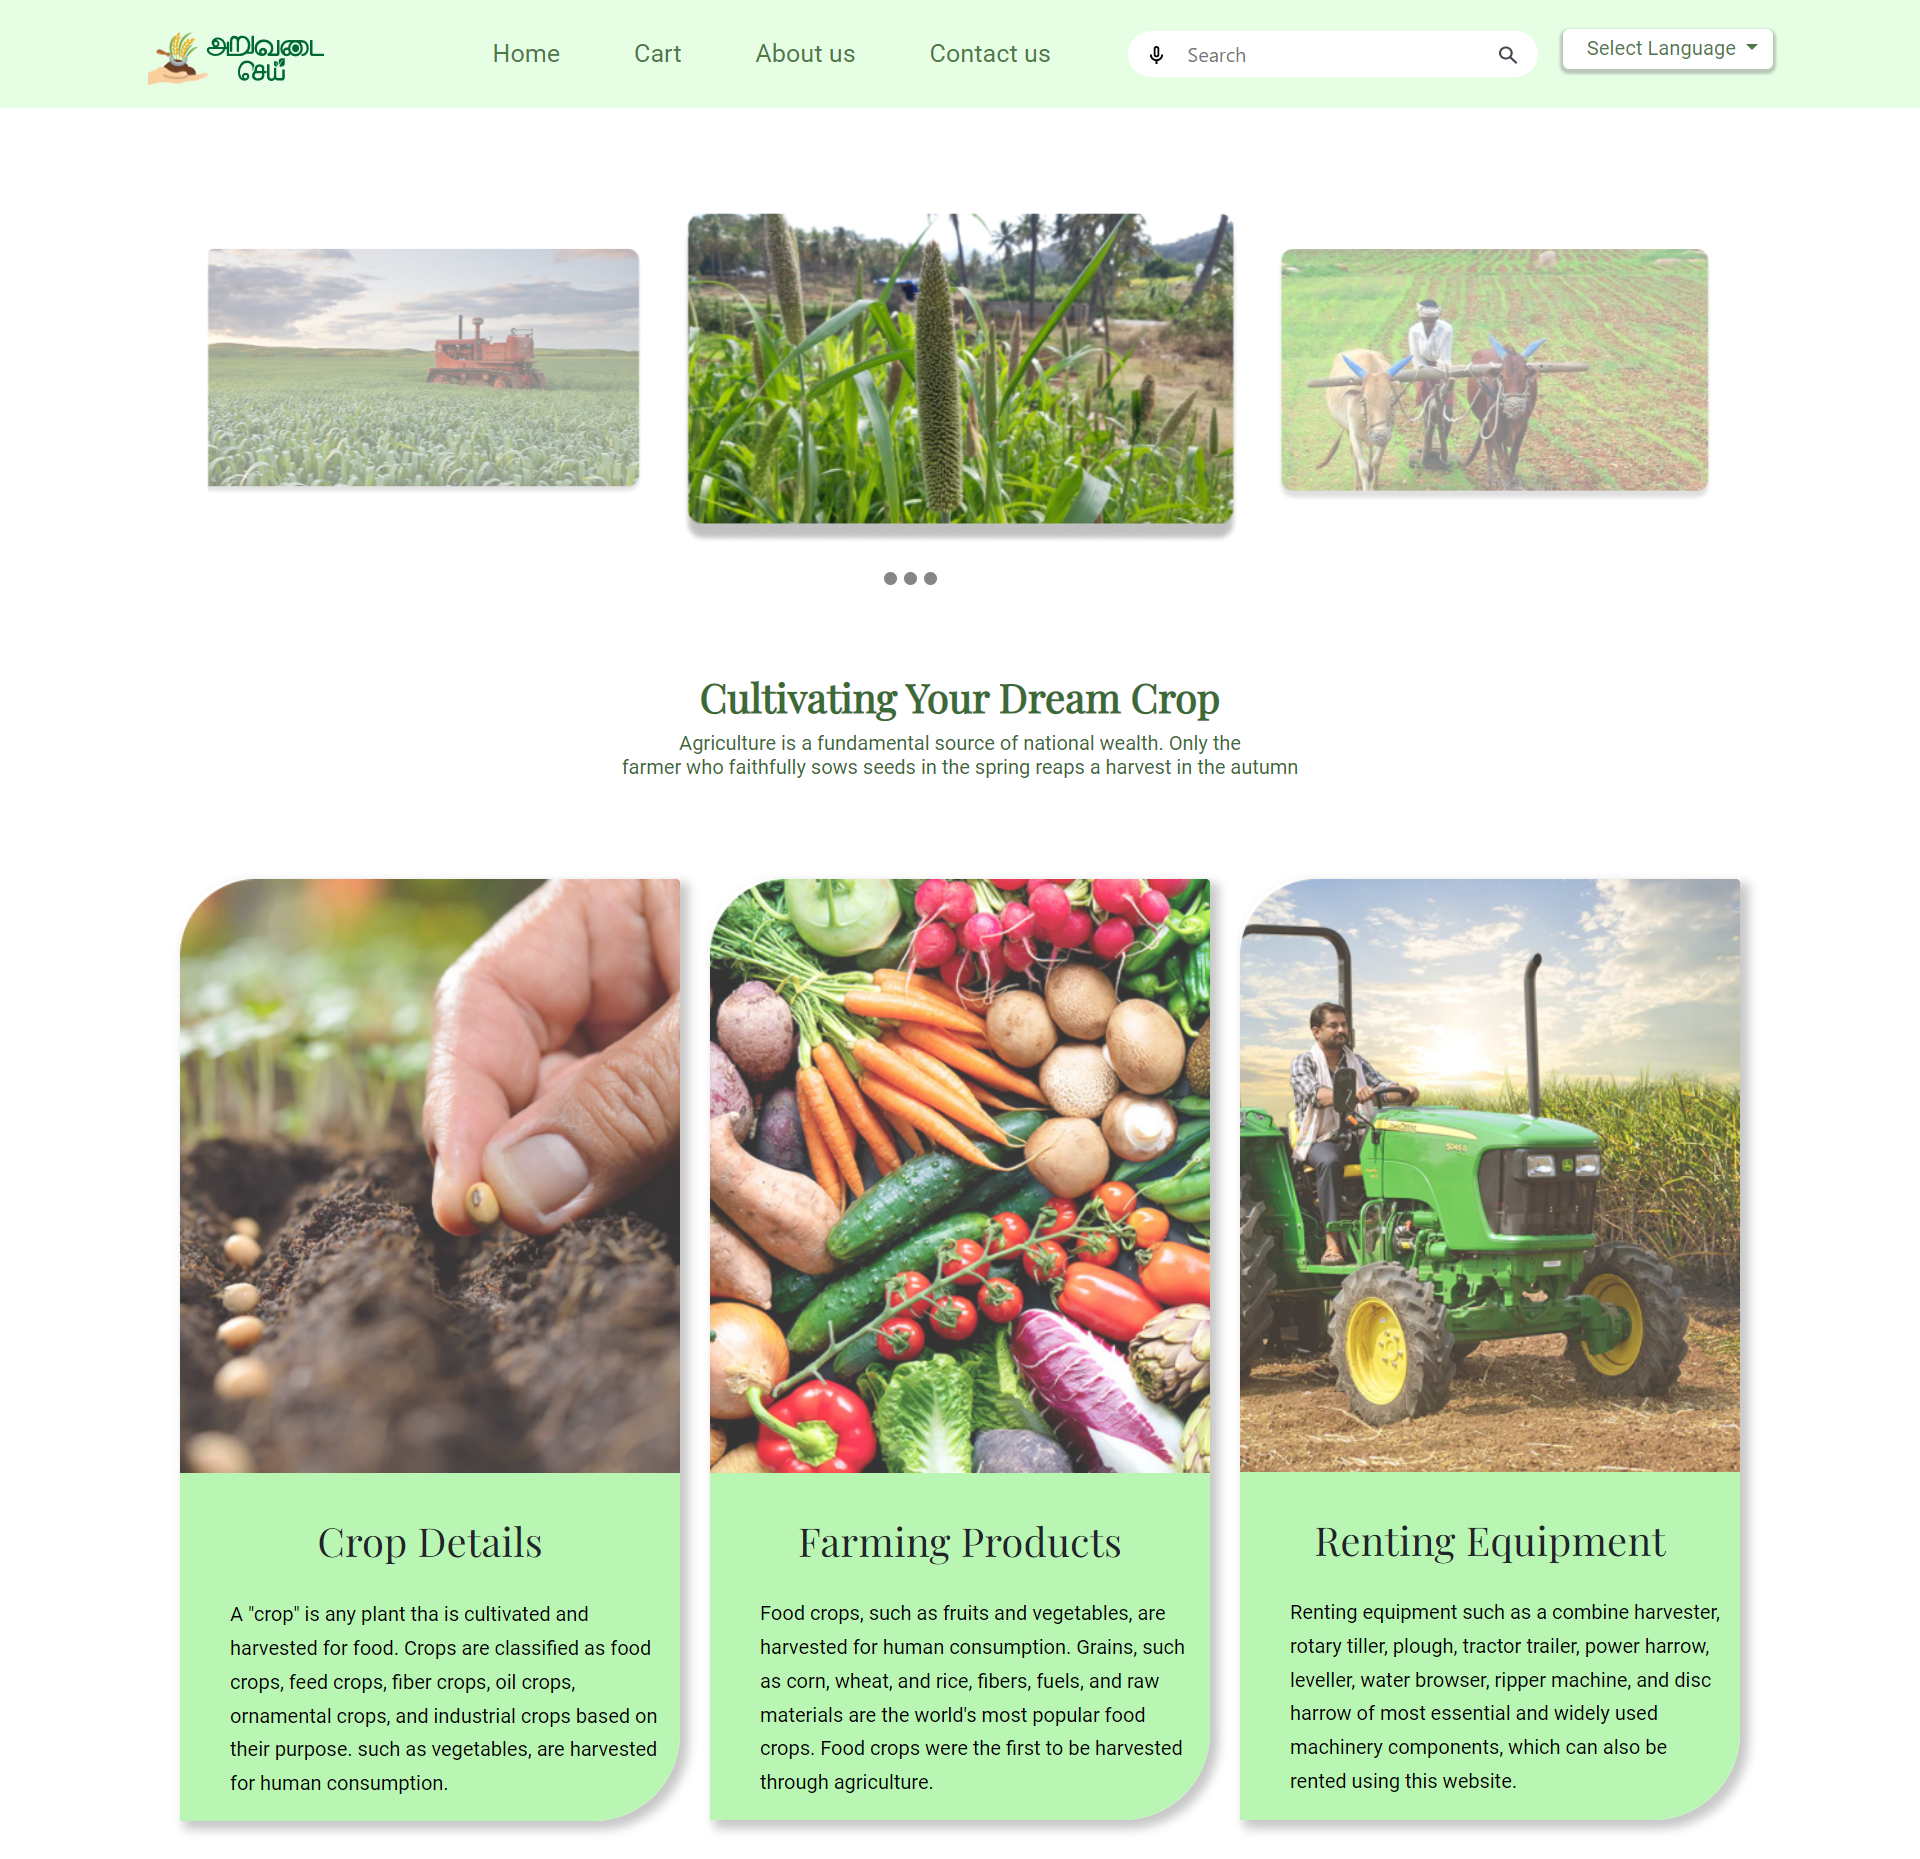 அறுவடை
செய்
Home
Cart
About us
Contact us
Search
Select Language
Cultivating Your Dream Crop
Agriculture is a fundamental source of national wealth. Only the
farmer who faithfully sows seeds in the spring reaps a harvest in the autumn
Crop Details
A "crop" is any plant tha is cultivated and
harvested for food. Crops are classified as food
crops, feed crops, fiber crops, oil crops,
ornamental crops, and industrial crops based on
their purpose. such as vegetables, are harvested
for human consumption.
Farming Products
Food crops, such as fruits and vegetables, are
harvested for human consumption. Grains, such
as corn, wheat, and rice, fibers, fuels, and raw
materials are the world's most popular food
crops. Food crops were the first to be harvested
through agriculture.
Renting Equipment
Renting equipment such as a combine harvester,
rotary tiller, plough, tractor trailer, power harrow,
leveller, water browser, ripper machine, and disc
harrow of most essential and widely used
machinery components, which can also be
rented using this website.